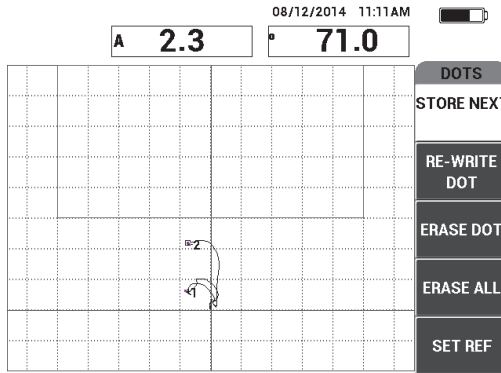 08/12/2014 11:11AM
A 2.3
° 71.0
DOTS
STORE NEXT
RE-WRITE
DOT
ERASE DOT
2
1
ERASE ALL
SET REF